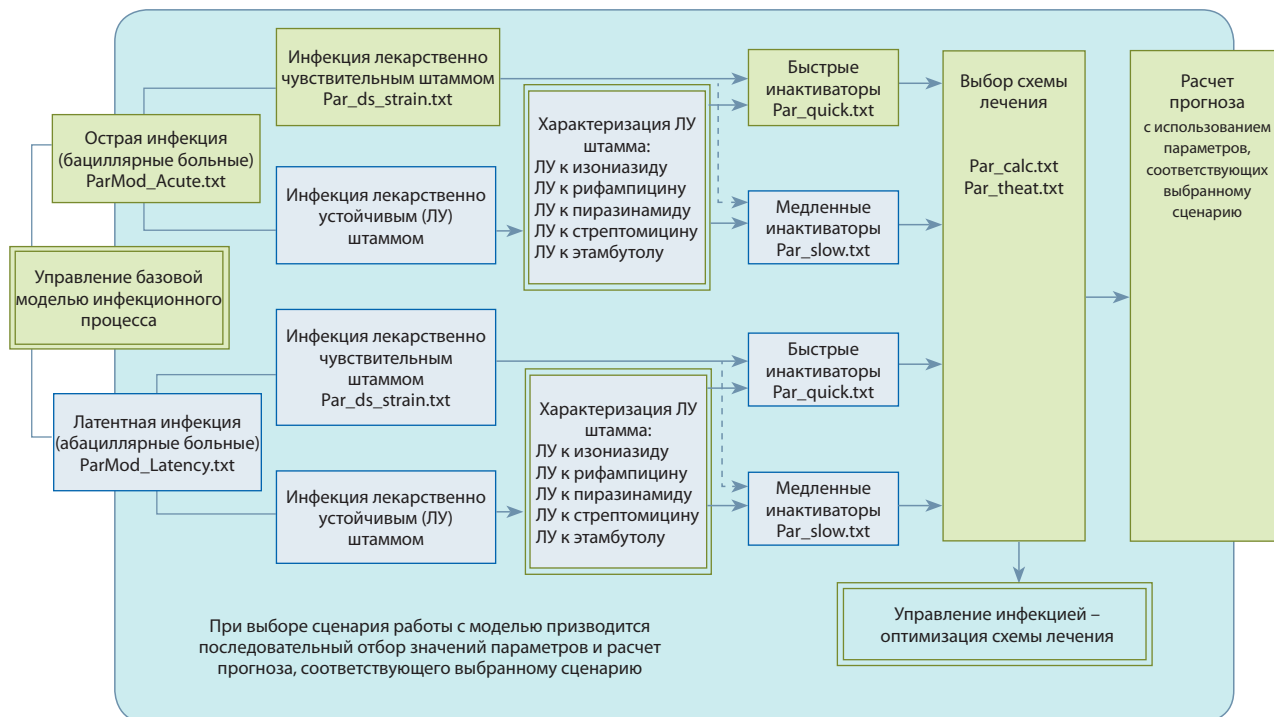 Управление базовой
моделью инфекционного
процесса
Острая инфекция
(бациллярные больные)
ParMod_Acute.txt
Латентная инфекция
(абациллярные больные)
ParMod_Latency.txt
Инфекция лекарственно
чувствительным штаммом
Par_ds_strain.txt
Инфекция лекарственно
устойчивым (ЛУ)
штаммом
Характеризация ЛУ
штамма:
ЛУ к изониазиду
ЛУ к рифампицину
ЛУ к пиразинамиду
ЛУ к стрептомицину
ЛУ к этамбутолу
Быстрые
инактиваторы
Par_quick.txt
Медленные
инактиваторы
Par_slow.txt
Инфекция лекарственно
чувствительным
штаммом
Par_ds_strain.txt
Инфекция лекарственно
устойчивым (ЛУ)
штаммом
Характеризация ЛУ
штамма:
ЛУ к изониазиду
ЛУ к рифампицину
ЛУ к пиразинамиду
ЛУ к стрептомицину
ЛУ к этамбутолу
Быстрые
инактиваторы
Par_quick.txt
Медленные
инактиваторы
Par_slow.txt
Выбор схемы
лечения
Par_calc.txt
Par_theat.txt
Расчет
прогноза
с использованием
параметров,
соответствующих
выбранному
сценарию
Управление инфекцией –
оптимизация схемы лечения
При выборе сценария работы с моделью призводится
последовательный отбор значений параметров и расчет
прогноза, соответствующего выбранному сценарию